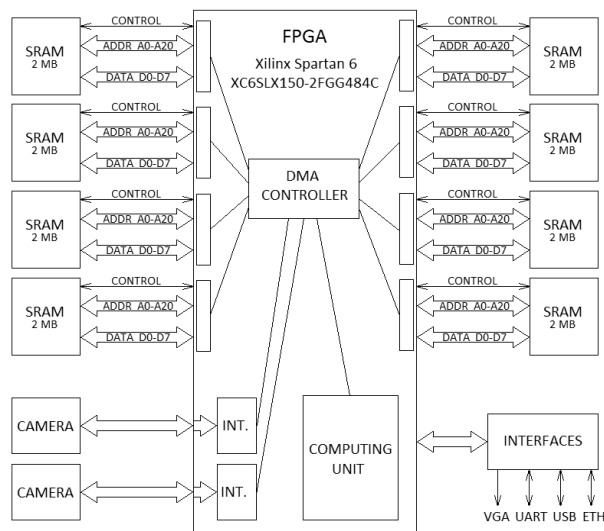 FPGA
Xilinx Spartan 6
XC6SLX150-2FGG484C
SRAM
2 MB
CONTROL
ADDR A0-A20
DATA D0-D7
CONTROL
ADDR A0-A20
DATA D0-D7
SRAM
2 MB
SRAM
2 MB
CONTROL
ADDR A0-A20
DATA D0-D7
CONTROL
ADDR A0-A20
DATA D0-D7
SRAM
2 MB
DMA
CONTROLLER
SRAM
2 MB
CONTROL
ADDR A0-A20
DATA D0-D7
CONTROL
ADDR A0-A20
DATA D0-D7
SRAM
2 MB
SRAM
2 MB
CONTROL
ADDR A0-A20
DATA D0-D7
CONTROL
ADDR A0-A20
DATA D0-D7
SRAM
2 MB
CAMERA
INT.
CAMERA
INT.
COMPUTING
UNIT
INTERFACES
VGA UART USB ETH